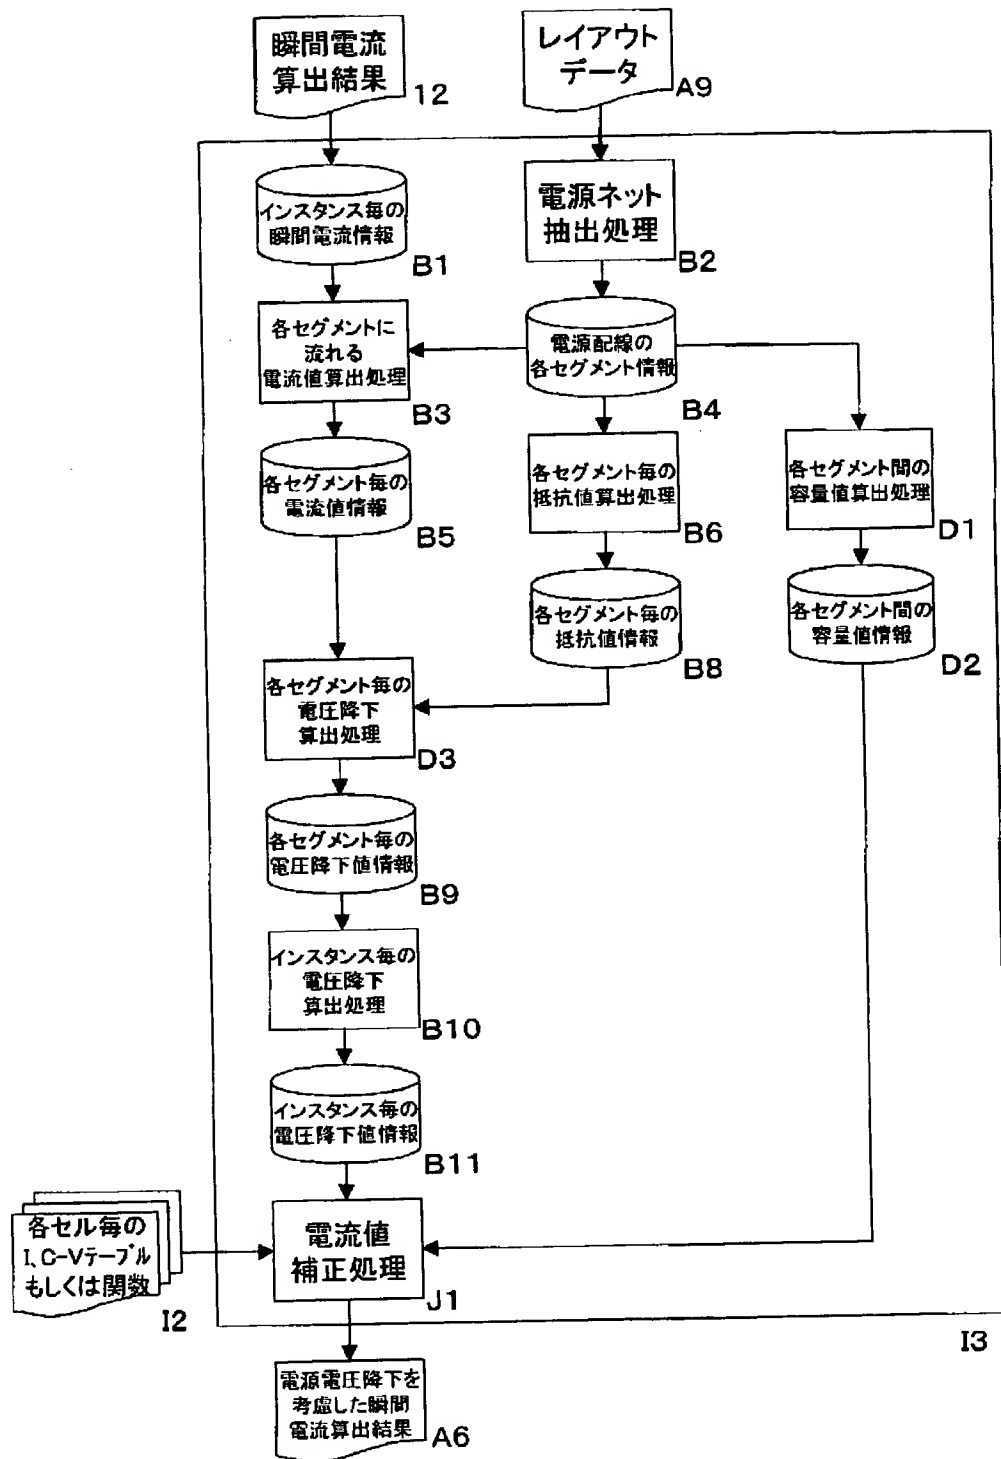 瞬間電流
算出結果
12
レイアウト
データ
A9
インスタンス毎の
瞬間電流情報
B1
電源ネット
抽出処理
B2
各セグメントに
流れる
電流値算出処理
B3
電源配線の
各セグメント情報
B4
各セグメント毎の
電流値情報
B5
各セグメント毎の
抵抗値算出処理
B6
各セグメント間の
容量値算出処理
D1
各セグメント毎の
抵抗値情報
B8
各セグメント間の
容量値情報
D2
各セグメント毎の
電圧降下
算出処理
D3
各セグメント毎の
電圧降下値情報
B9
インスタンス毎の
電圧降下
算出処理
B10
インスタンス毎の
電圧降下値情報
B11
各セル毎の
I、C-Vテーブル
もしくは関数
I2
電流値
補正処理
J1
I3
電源電圧降下を
考慮した瞬間
電流算出結果
A6